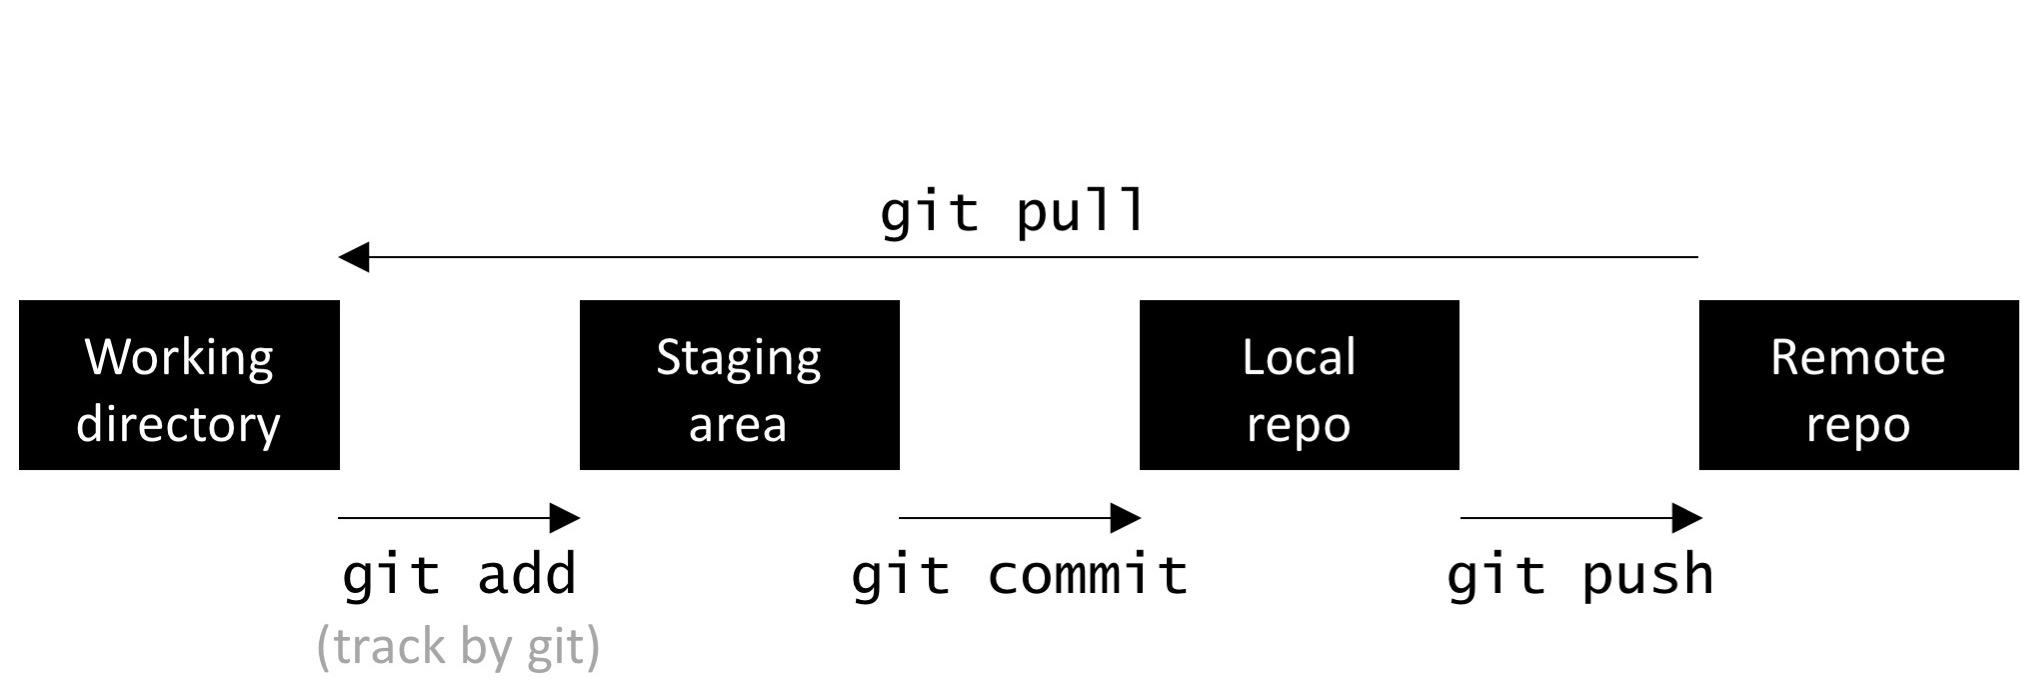 git pull
Working
directory
Staging
area
Local
repo
Remote
repo
git add
(track by git)
git commit
git push